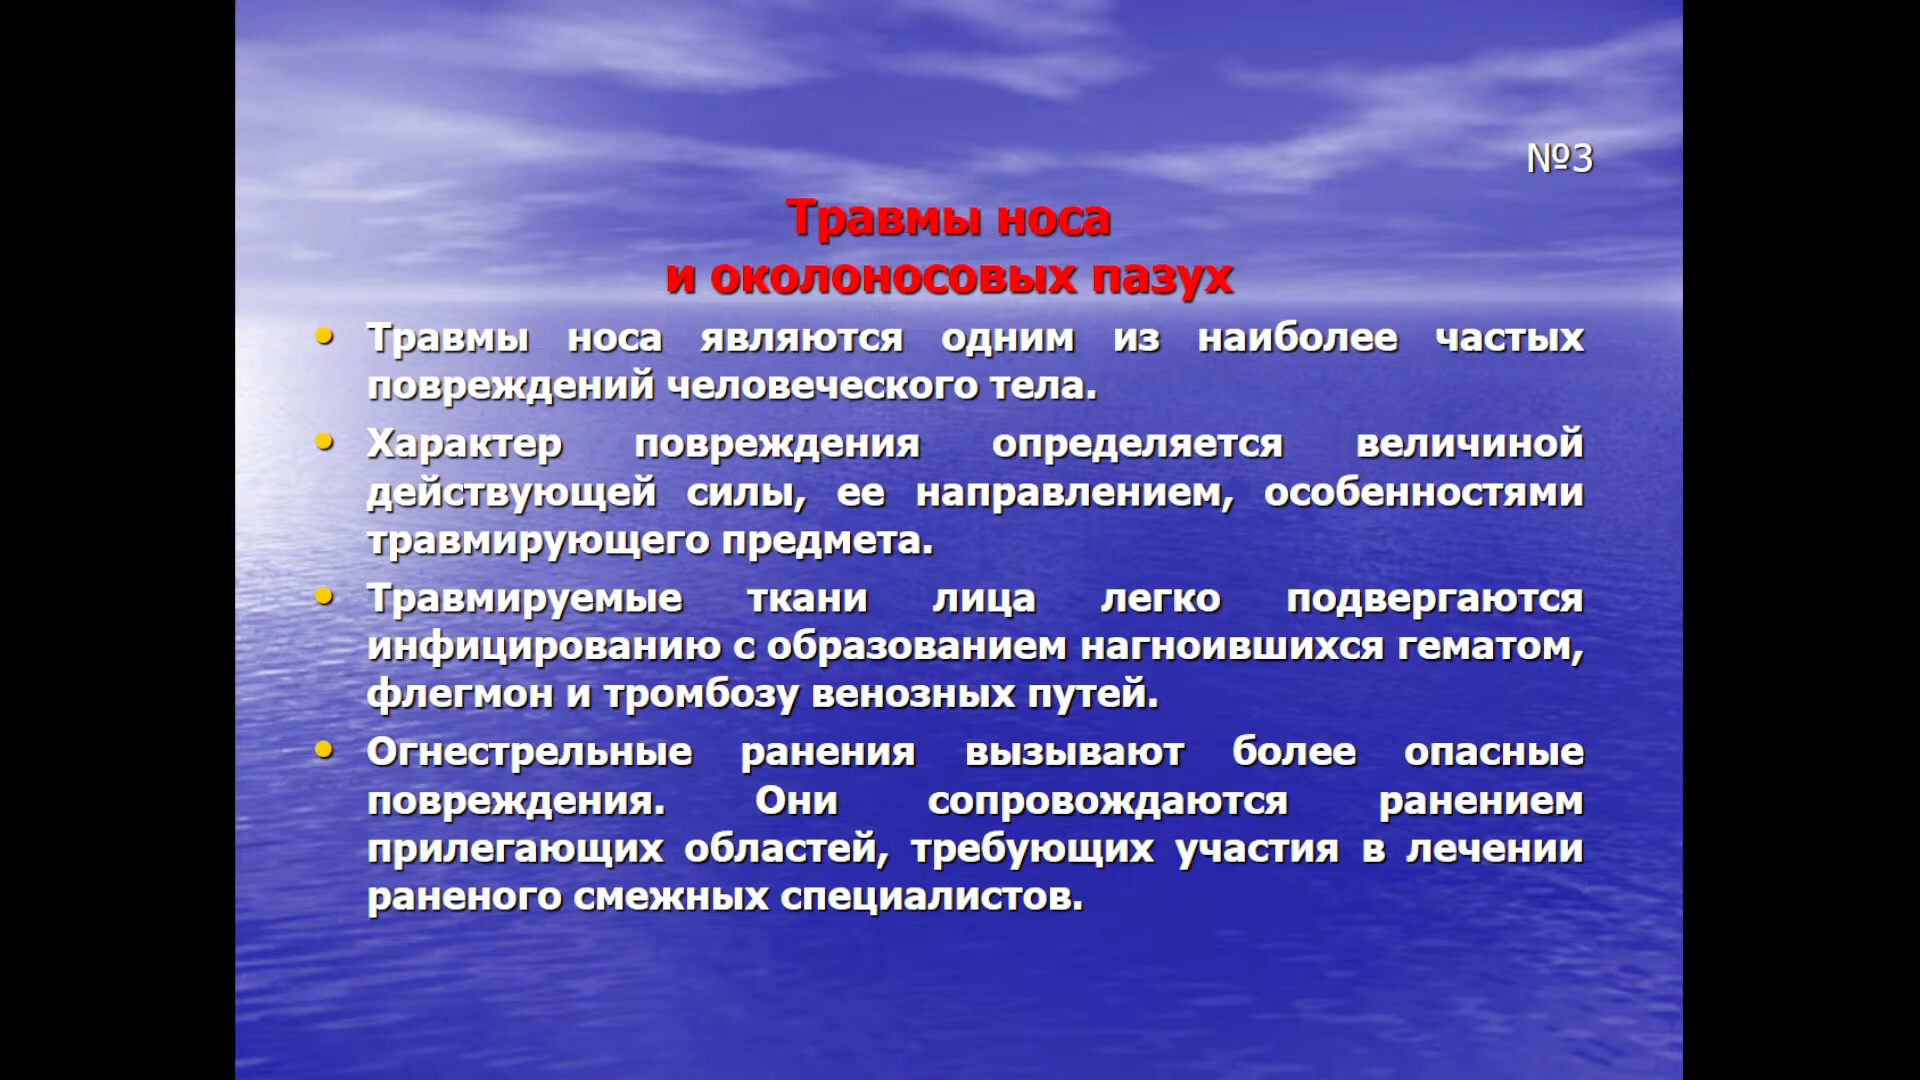 №3
Травмы носа
и околоносовых пазух
• Травмы носа являются одним из наиболее частых
повреждений человеческого тела.
• Характер повреждения определяется величиной
действующей силы, ее направлением, особенностями
травмирующего предмета.
• Травмируемые ткани лица легко подвергаются
инфицированию с образованием нагноившихся гематом,
флегмон и тромбозу венозных путей.
• Огнестрельные ранения вызывают более опасные
повреждения. Они сопровождаются ранением
прилегающих областей, требующих участия в лечении
раненого смежных специалистов.